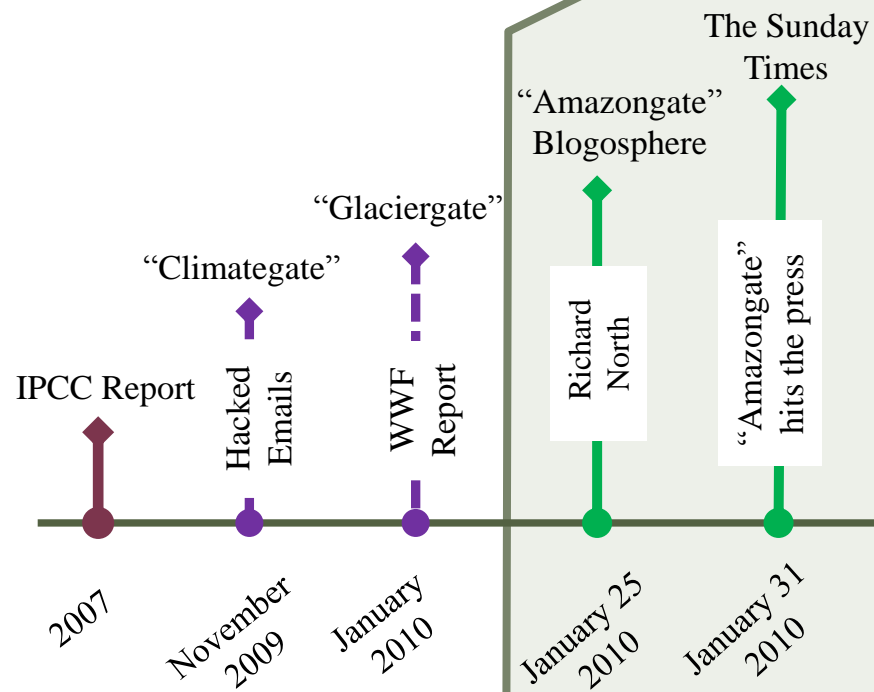 The Sunday
Times
“Amazongate”
Blogosphere
“Glaciergate”
“Climategate”
IPCC Report
Hacked
Emails
WWF
Report
Richard
North
“Amazongate”
hits the press
2007
November
2009
January
2010
January 25
2010
January 31
2010